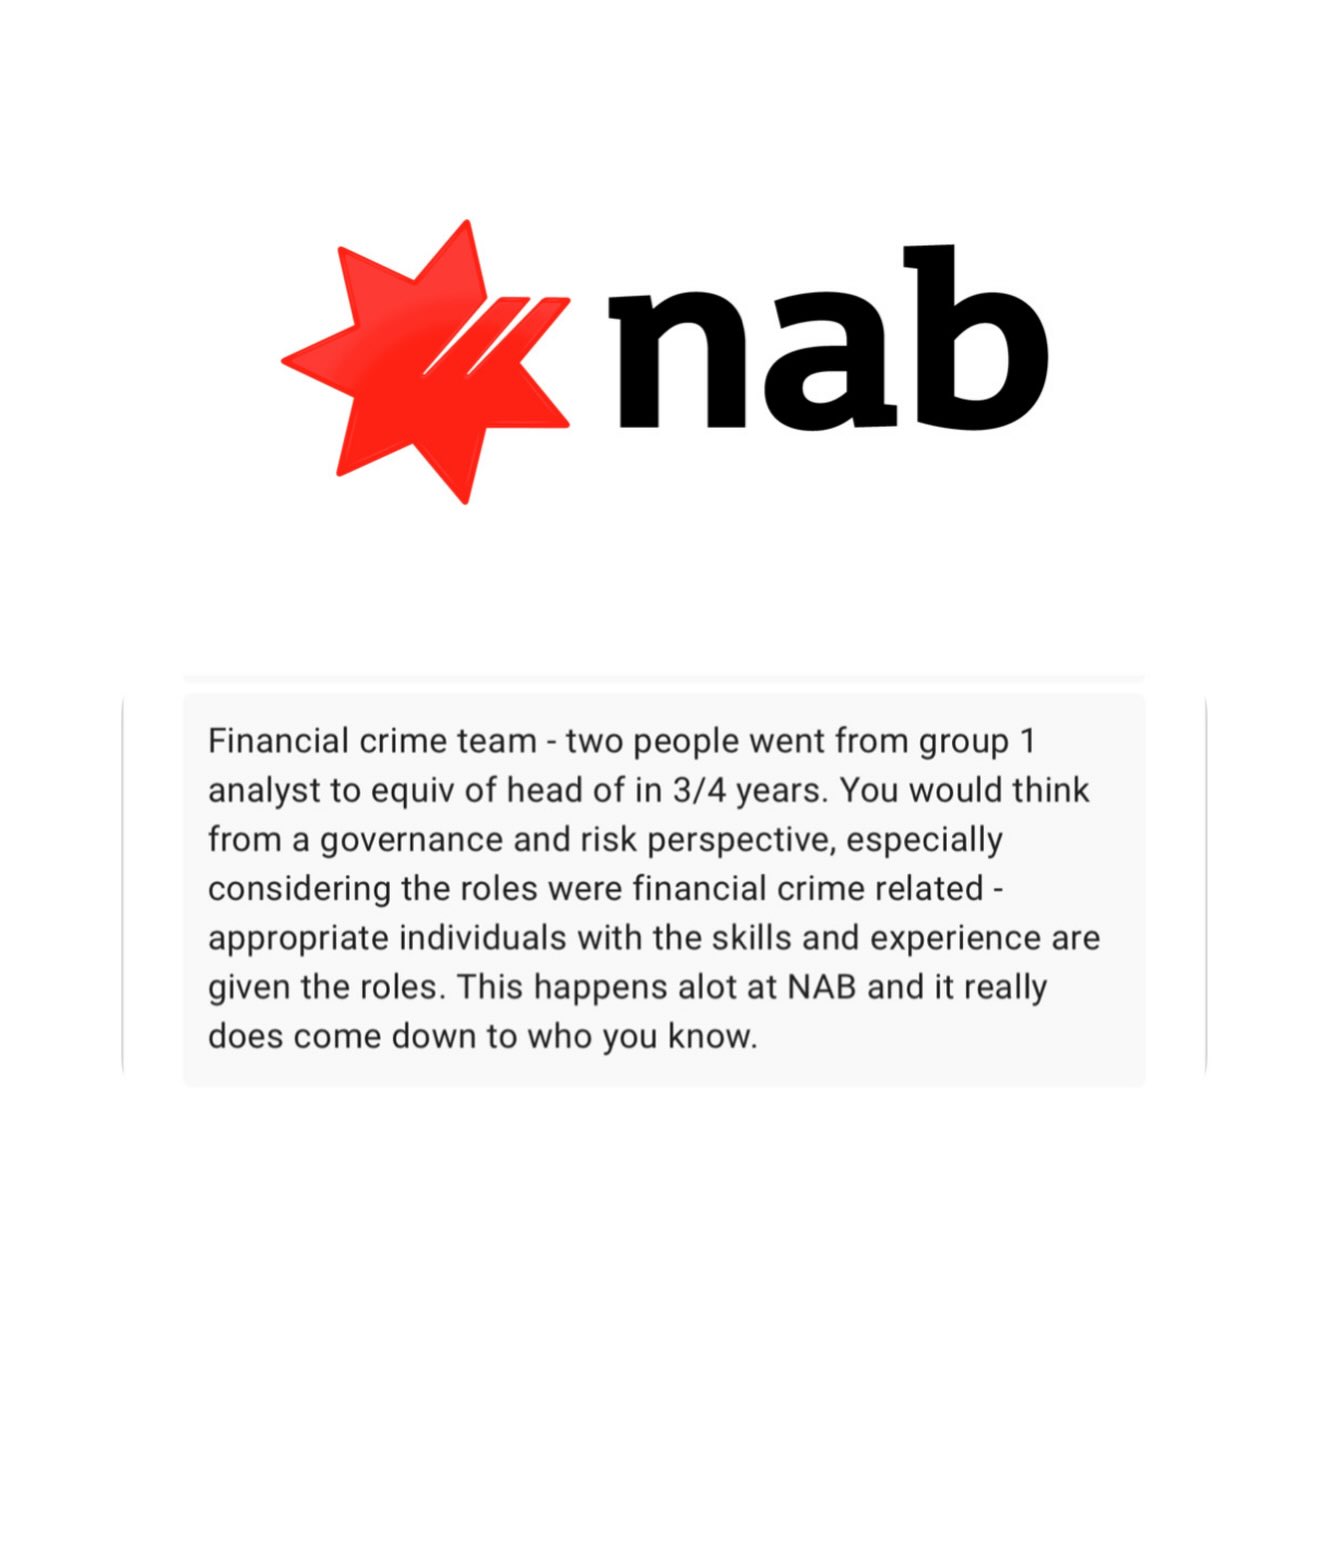 nab
Financial crime team - two people went from group 1
analyst to equiv of head of in 3/4 years. You would think
from a governance and risk perspective, especially
considering the roles were financial crime related -
appropriate individuals with the skills and experience are
given the roles. This happens alot at NAB and it really
does come down to who you know.